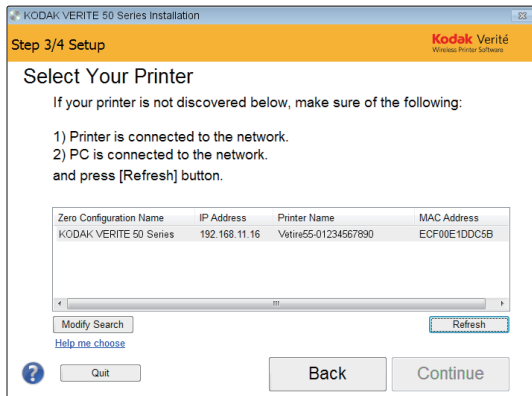 KODAK VERITE 50 Series Installation
Step 3/4 Setup
Kodak Verité
Wireless Printer Software
Select Your Printer
If your printer is not discovered below, make sure of the following:
1) Printer is connected to the network.
2) PC is connected to the network.
and press [Refresh] button.
Zero Configuration Name IP Address Printer Name MAC Address
KODAK VERITE 50 Series 192.168.11.16 Vetire55-01234567890 ECF00E1DDC5B
Modify Search Refresh
Help me choose
? Quit Back Continue